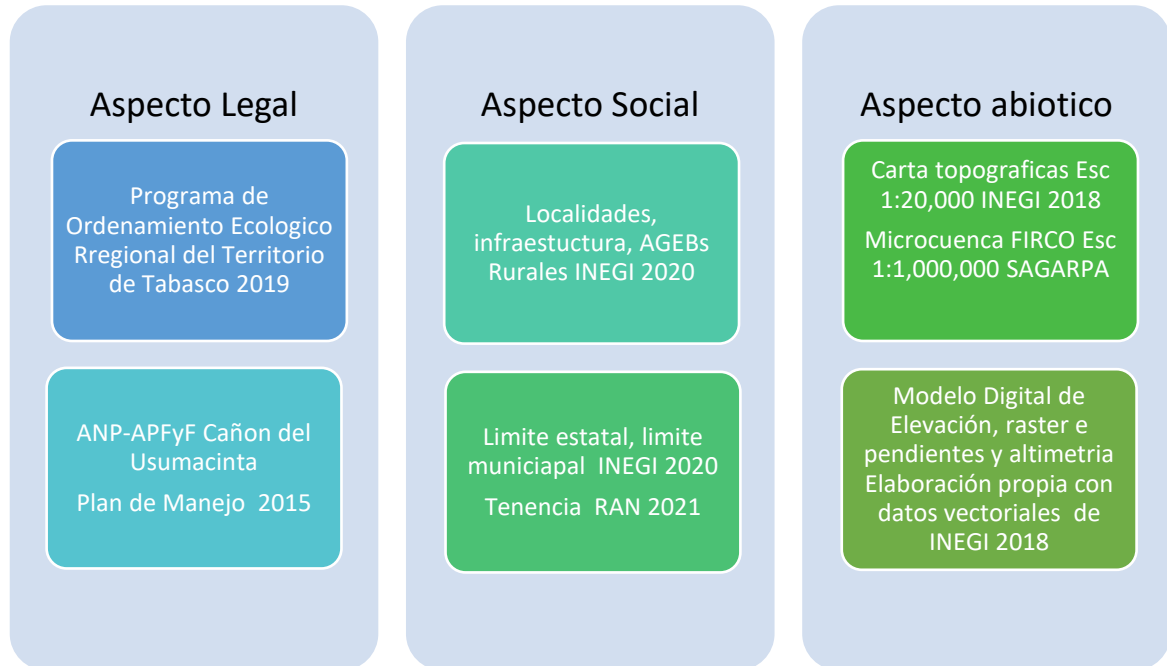 Aspecto Legal
Programa de
Ordenamiento Ecologico
Rregional del Territorio
de Tabasco 2019
ANP-APFyF Cañon del
Usumacinta
Plan de Manejo 2015
Aspecto Social
Localidades,
infraestuctura, AGEBs
Rurales INEGI 2020
Limite estatal, limite
municiapal INEGI 2020
Tenencia RAN 2021
Aspecto abiotico
Carta topograficas Esc
1:20,000 INEGI 2018
Microcuenca FIRCO Esc
1:1,000,000 SAGARPA
Modelo Digital de
Elevación, raster e
pendientes y altimetria
Elaboración propia con
datos vectoriales de
INEGI 2018